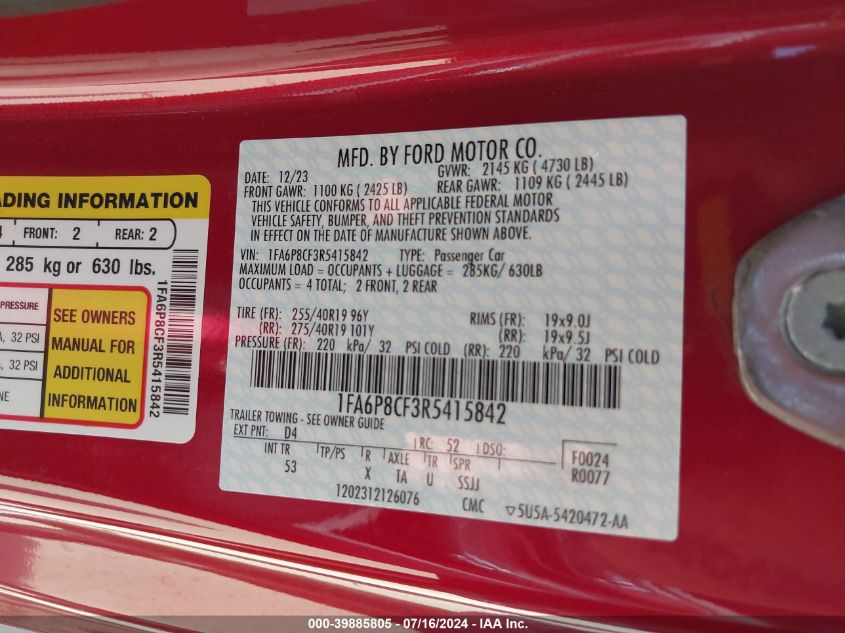 ADING INFORMATION
FRONT: 2 REAR: 2
285 kg or 630 lbs.
PRESSURE
, 32 PSI
, 32 PSI
NE
SEE OWNERS
MANUAL FOR
ADDITIONAL
INFORMATION
1FA6P8CF3R5415842
MFD. BY FORD MOTOR CO.
DATE: 12/23 GVWR: 2145 KG ( 4730 LB)
FRONT GAWR: 1100 KG ( 2425 LB) REAR GAWR: 1109 KG ( 2445 LB)
THIS VEHICLE CONFORMS TO ALL APPLICABLE FEDERAL MOTOR
VEHICLE SAFETY, BUMPER, AND THEFT PREVENTION STANDARDS
IN EFFECT ON THE DATE OF MANUFACTURE SHOWN ABOVE.
VIN: 1FA6P8CF3R5415842 TYPE: Passenger Car
MAXIMUM LOAD = OCCUPANTS + LUGGAGE = 285KG/ 630LB
OCCUPANTS = 4 TOTAL; 2 FRONT, 2 REAR
TIRE (FR): 255/40R19 96Y RIMS (FR): 19x9.0J
(RR): 275/40R19 101Y (RR): 19x9.5J
PRESSURE (FR): 220 kPa/ 32 PSI COLD (RR): 220 kPa/ 32 PSI COLD
1FA6P8CF3R5415842
TRAILER TOWING - SEE OWNER GUIDE
EXT PNT: D4 RC: 52 DSO: F0024
INT TR TP/PS R AXLE TR SPR R0077
53 X TA U SSJJ
1202312126076 CMC ▽5U5A-5420472-AA
000-39885805 - 07/16/2024 - IAA Inc.